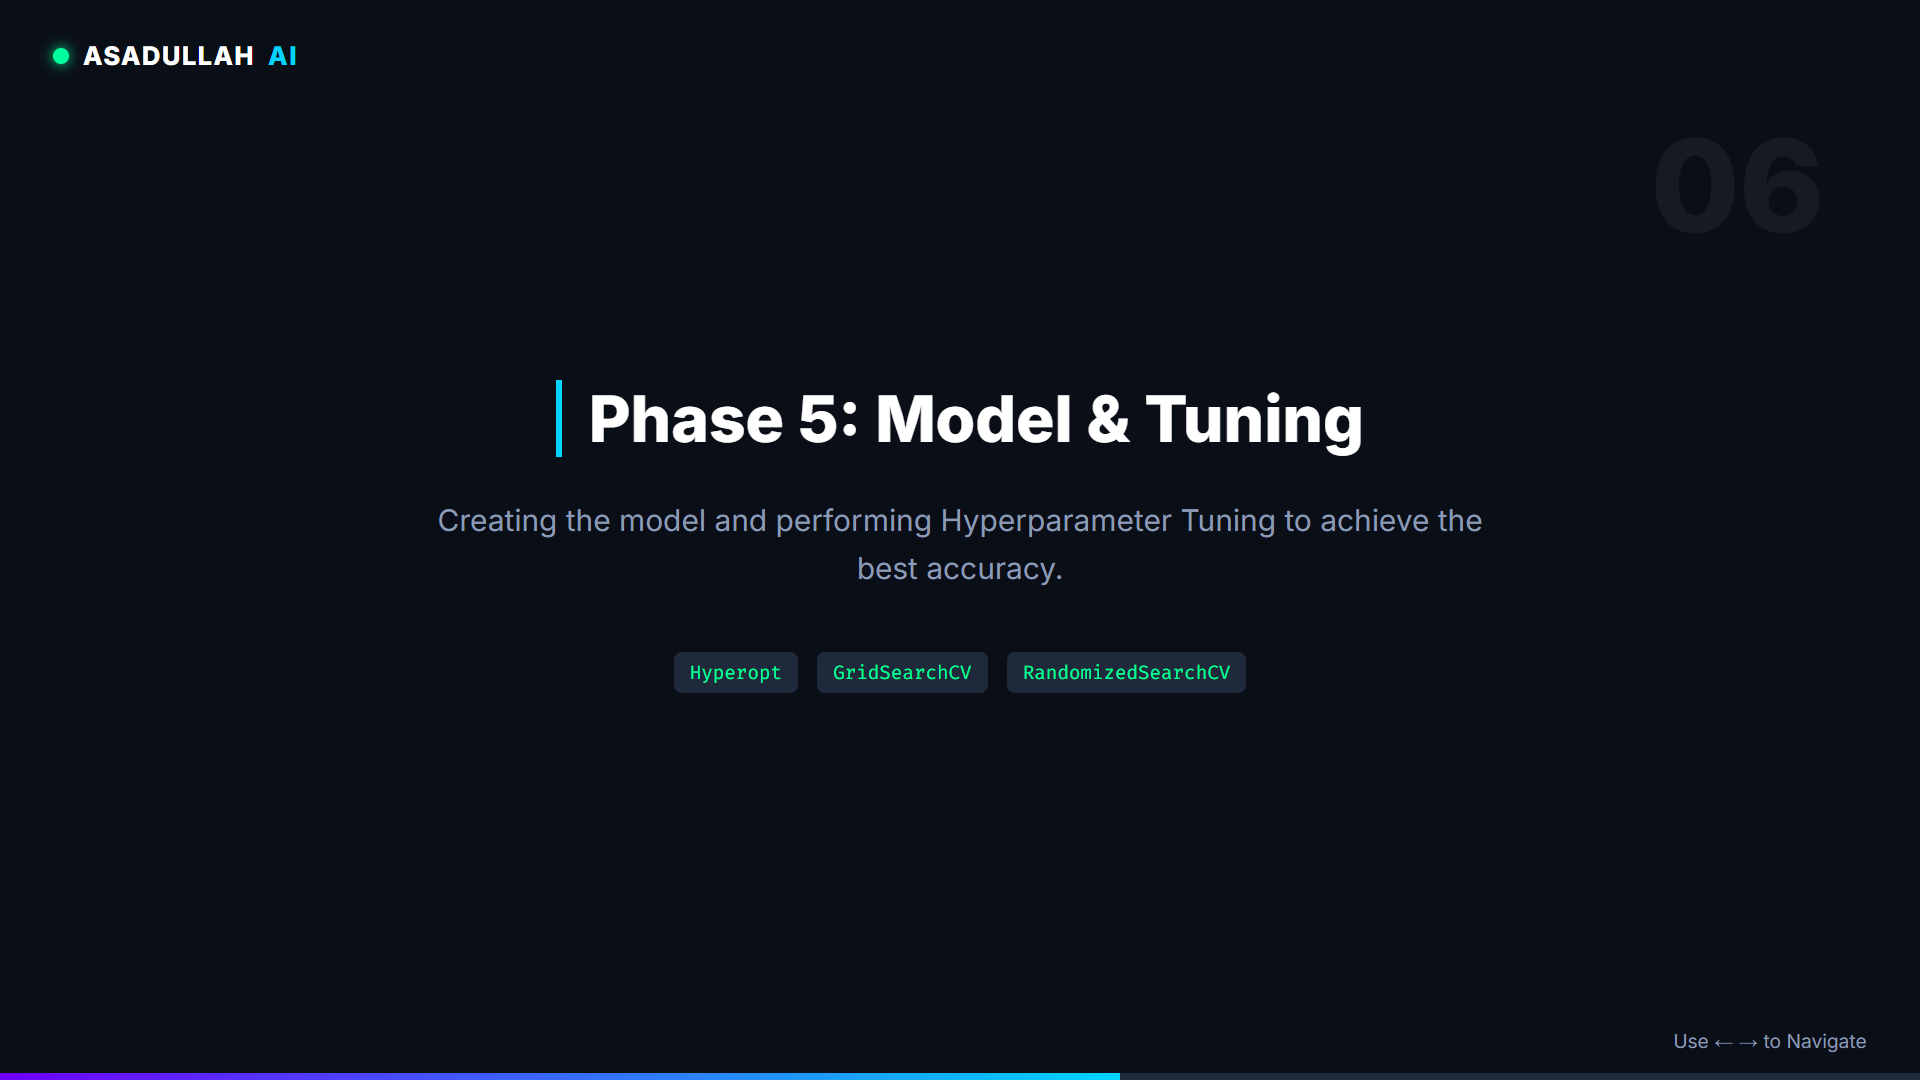 ASADULLAH AI
06
Phase 5: Model & Tuning
Creating the model and performing Hyperparameter Tuning to achieve the
best accuracy.
Hyperopt GridSearchCV RandomizedSearchCV
Use ← → to Navigate